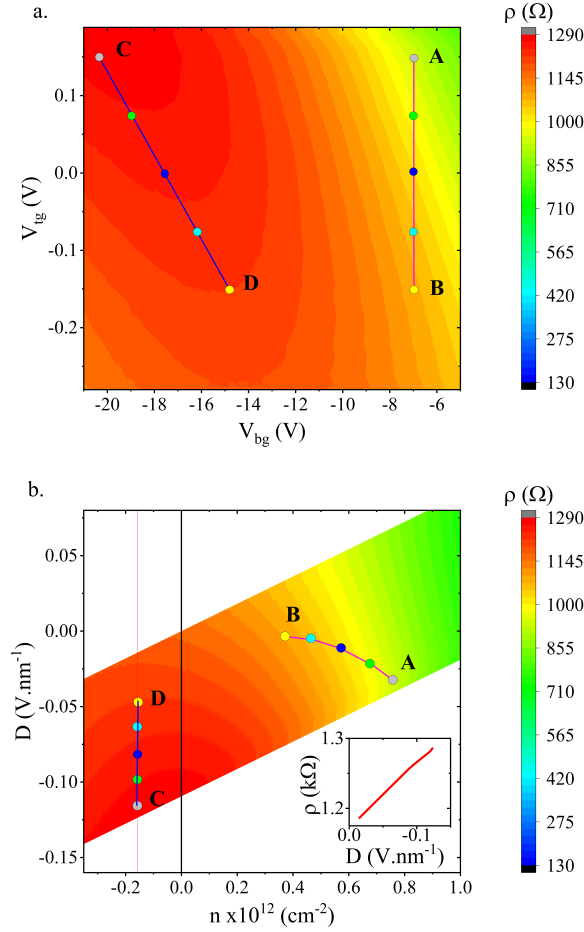 a.
ρ (Ω)
C
A
D
B
0.1
0.0
-0.1
-0.2
V_tg (V)
-20 -18 -16 -14 -12 -10 -8 -6
V_bg (V)
1290
1145
1000
855
710
565
420
275
130
b.
ρ (Ω)
B
A
D
C
0.05
0.00
-0.05
-0.10
-0.15
D (V.nm⁻¹)
-0.2 0.0 0.2 0.4 0.6 0.8 1.0
n x10¹² (cm⁻²)
1.3
1.2
ρ (kΩ)
0.0 -0.1
D (V.nm⁻¹)
1290
1145
1000
855
710
565
420
275
130